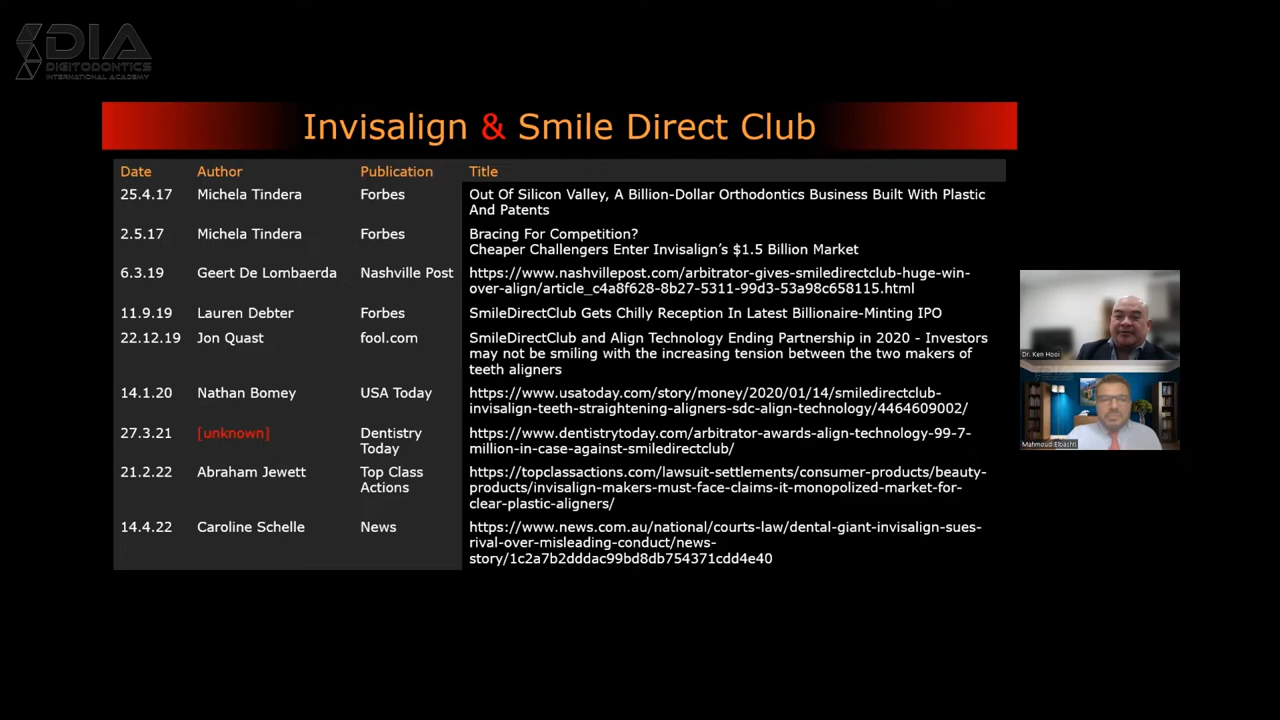 DIA
DIGITODONTICS
INTERNATIONAL ACADEMY
Invisalign & Smile Direct Club
Date Author Publication Title
25.4.17 Michela Tindera Forbes Out Of Silicon Valley, A Billion-Dollar Orthodontics Business Built With Plastic
And Patents
2.5.17 Michela Tindera Forbes Bracing For Competition?
Cheaper Challengers Enter Invisalign’s $1.5 Billion Market
6.3.19 Geert De Lombaerda Nashville Post https://www.nashvillepost.com/arbitrator-gives-smiledirectclub-huge-win-
over-align/article_c4a8f628-8b27-5311-99d3-53a98c658115.html
11.9.19 Lauren Debter Forbes SmileDirectClub Gets Chilly Reception In Latest Billionaire-Minting IPO
22.12.19 Jon Quast fool.com SmileDirectClub and Align Technology Ending Partnership in 2020 - Investors
may not be smiling with the increasing tension between the two makers of
teeth aligners
14.1.20 Nathan Bomey USA Today https://www.usatoday.com/story/money/2020/01/14/smiledirectclub-
invisalign-teeth-straightening-aligners-sdc-align-technology/4464609002/
27.3.21 [unknown] Dentistry https://www.dentistrytoday.com/arbitrator-awards-align-technology-99-7-
Today million-in-case-against-smiledirectclub/
21.2.22 Abraham Jewett Top Class https://topclassactions.com/lawsuit-settlements/consumer-products/beauty-
Actions products/invisalign-makers-must-face-claims-it-monopolized-market-for-
clear-plastic-aligners/
14.4.22 Caroline Schelle News https://www.news.com.au/national/courts-law/dental-giant-invisalign-sues-
rival-over-misleading-conduct/news-
story/1c2a7b2dddac99bd8db754371cdd4e40
Dr. Ken Hooi
Mahmoud Elbashti